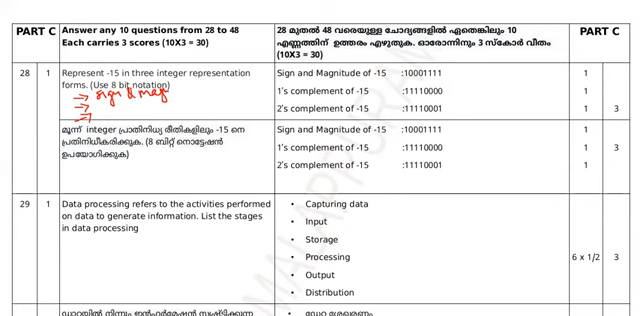 PART C Answer any 10 questions from 28 to 48 28 മുതൽ 48 വരെയുള്ള ചോദ്യങ്ങളിൽ ഏതെങ്കിലും 10 PART C
Each carries 3 scores (10X3 = 30) എണ്ണത്തിന് ഉത്തരം എഴുതുക. ഓരോന്നിനും 3 സ്കോർ വീതം.
(10X3 = 30)
28 1 Represent -15 in three integer representation Sign and Magnitude of -15 :10001111 1
forms. (Use 8 bit notation)
→ sign & mag 1's complement of -15 :11110000 1 3
→
→ 2's complement of -15 :11110001 1
മൂന്ന് integer പ്രാതിനിധ്യ രീതികളിലും -15 നെ Sign and Magnitude of -15 :10001111 1
പ്രതിനിധീകരിക്കുക. (8 ബിറ്റ് നൊട്ടേഷൻ 1's complement of -15 :11110000 1 3
ഉപയോഗിക്കുക) 2's complement of -15 :11110001 1
29 1 Data processing refers to the activities performed • Capturing data
on data to generate information. List the stages • Input
in data processing • Storage
• Processing 6 x 1/2 3
• Output
• Distribution
ഡാറ്റയിൽ നിന്നും ഇൻഫർമേഷൻ സൃഷ്ടിക്കുന്ന • ഡേറ്റ ശേഖരണം
MALAPPURAM